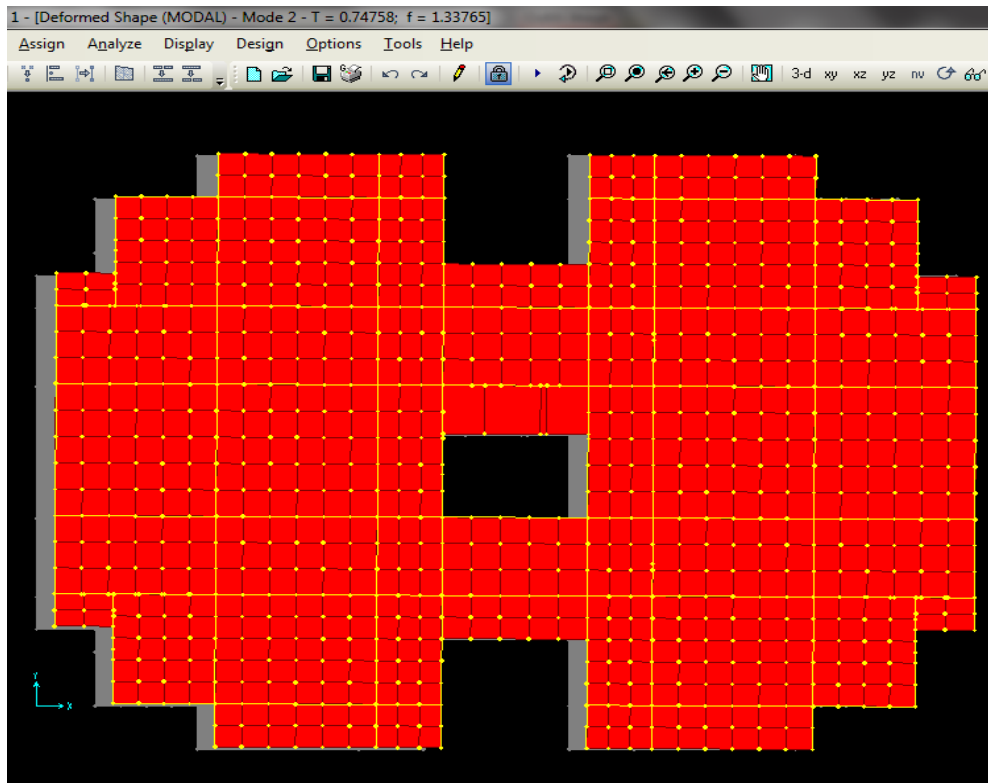 1 - [Deformed Shape (MODAL) - Mode 2 - T = 0.74758; f = 1.33765]
Assign Analyze Display Design Options Tools Help
3-d xy xz yz nv
Y
X